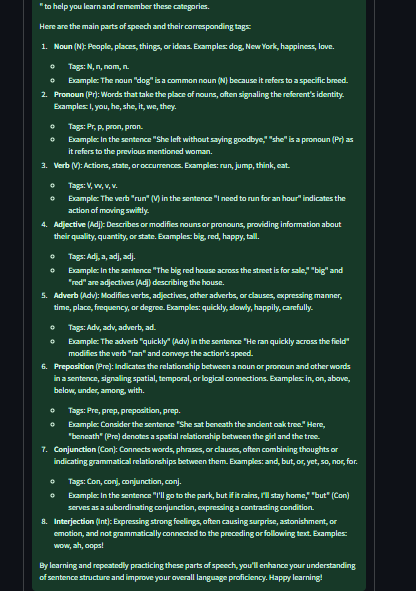 " to help you learn and remember these categories.
Here are the main parts of speech and their corresponding tags:
1. Noun (N): People, places, things, or ideas. Examples: dog, New York, happiness, love.
○ Tags: N, n, nom, n.
○ Example: The noun "dog" is a common noun (N) because it refers to a specific breed.
2. Pronoun (Pr): Words that take the place of nouns, often signaling the referent's identity.
Examples: I, you, he, she, it, we, they.
○ Tags: Pr, p, pron, pron.
○ Example: In the sentence "She left without saying goodbye," "she" is a pronoun (Pr) as
it refers to the previous mentioned woman.
3. Verb (V): Actions, state, or occurrences. Examples: run, jump, think, eat.
○ Tags: V, vv, v, v.
○ Example: The verb "run" (V) in the sentence "I need to run for an hour" indicates the
action of moving swiftly.
4. Adjective (Adj): Describes or modifies nouns or pronouns, providing information about
their quality, quantity, or state. Examples: big, red, happy, tall.
○ Tags: Adj, a, adj, adj.
○ Example: In the sentence "The big red house across the street is for sale," "big" and
"red" are adjectives (Adj) describing the house.
5. Adverb (Adv): Modifies verbs, adjectives, other adverbs, or clauses, expressing manner,
time, place, frequency, or degree. Examples: quickly, slowly, happily, carefully.
○ Tags: Adv, adv, adverb, ad.
○ Example: The adverb "quickly" (Adv) in the sentence "He ran quickly across the field"
modifies the verb "ran" and conveys the action's speed.
6. Preposition (Pre): Indicates the relationship between a noun or pronoun and other words
in a sentence, signaling spatial, temporal, or logical connections. Examples: in, on, above,
below, under, among, with.
○ Tags: Pre, prep, preposition, prep.
○ Example: Consider the sentence "She sat beneath the ancient oak tree." Here,
"beneath" (Pre) denotes a spatial relationship between the girl and the tree.
7. Conjunction (Con): Connects words, phrases, or clauses, often combining thoughts or
indicating grammatical relationships between them. Examples: and, but, or, yet, so, nor, for.
○ Tags: Con, conj, conjunction, conj.
○ Example: In the sentence "I'll go to the park, but if it rains, I'll stay home," "but" (Con)
serves as a subordinating conjunction, expressing a contrasting condition.
8. Interjection (Int): Expressing strong feelings, often causing surprise, astonishment, or
emotion, and not grammatically connected to the preceding or following text. Examples:
wow, ah, oops!
By learning and repeatedly practicing these parts of speech, you'll enhance your understanding
of sentence structure and improve your overall language proficiency. Happy learning!